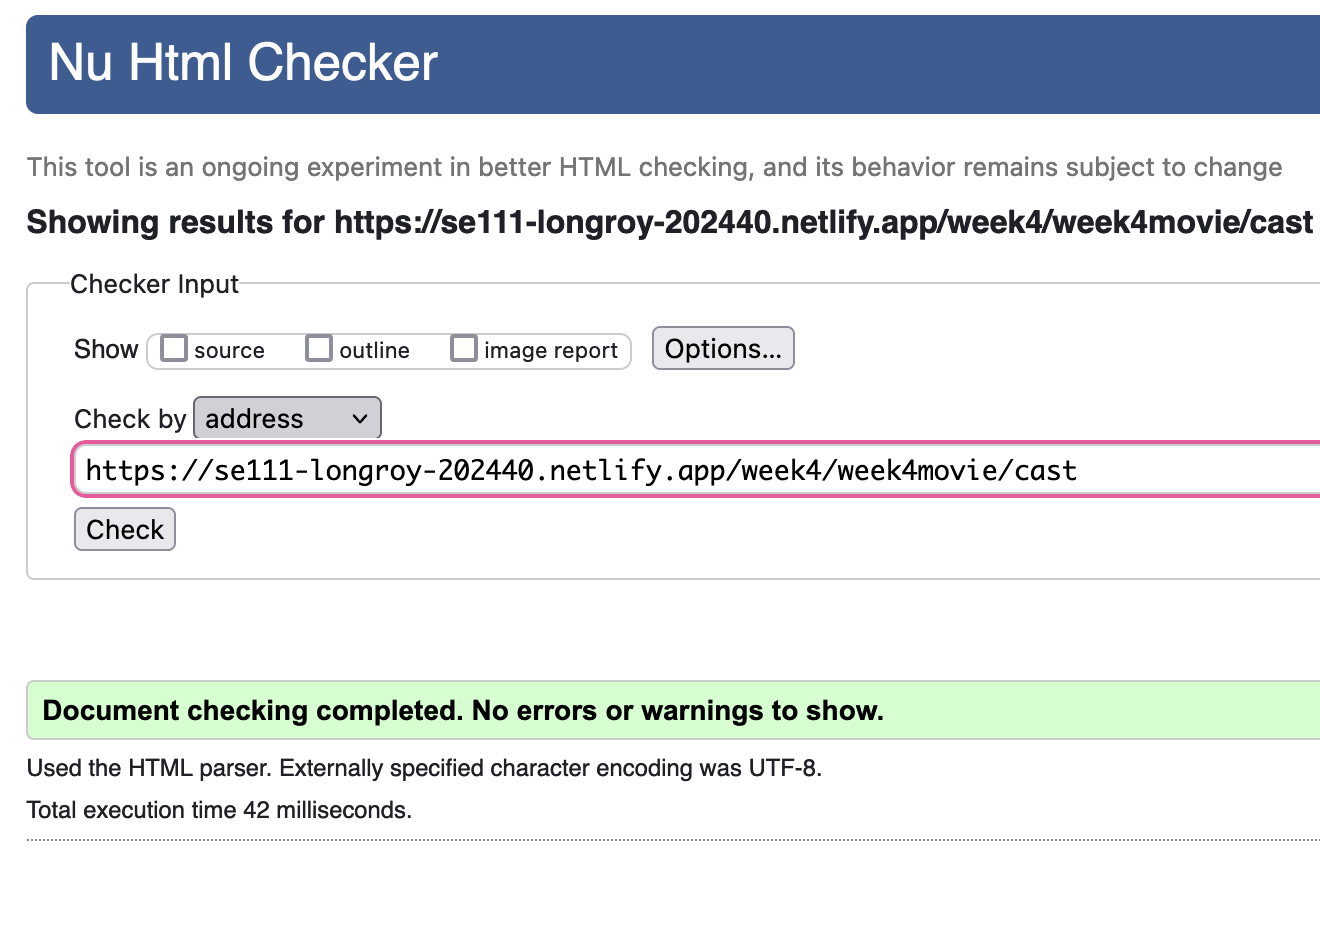 Nu Html Checker
This tool is an ongoing experiment in better HTML checking, and its behavior remains subject to change
Showing results for https://se111-longroy-202440.netlify.app/week4/week4movie/cast
Checker Input
Show source outline image report Options...
Check by address
https://se111-longroy-202440.netlify.app/week4/week4movie/cast
Check
Document checking completed. No errors or warnings to show.
Used the HTML parser. Externally specified character encoding was UTF-8.
Total execution time 42 milliseconds.